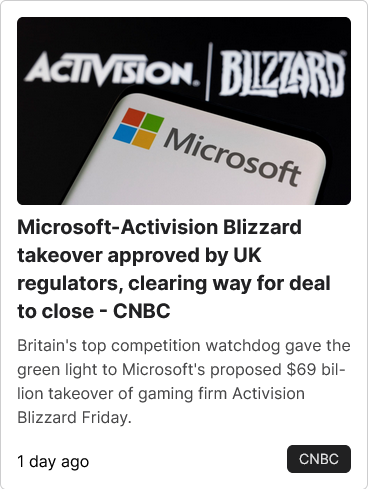 ACTIVISION. | BLIZZARD
Microsoft
Microsoft-Activision Blizzard
takeover approved by UK
regulators, clearing way for deal
to close - CNBC
Britain's top competition watchdog gave the
green light to Microsoft's proposed $69 bil-
lion takeover of gaming firm Activision
Blizzard Friday.
1 day ago
CNBC